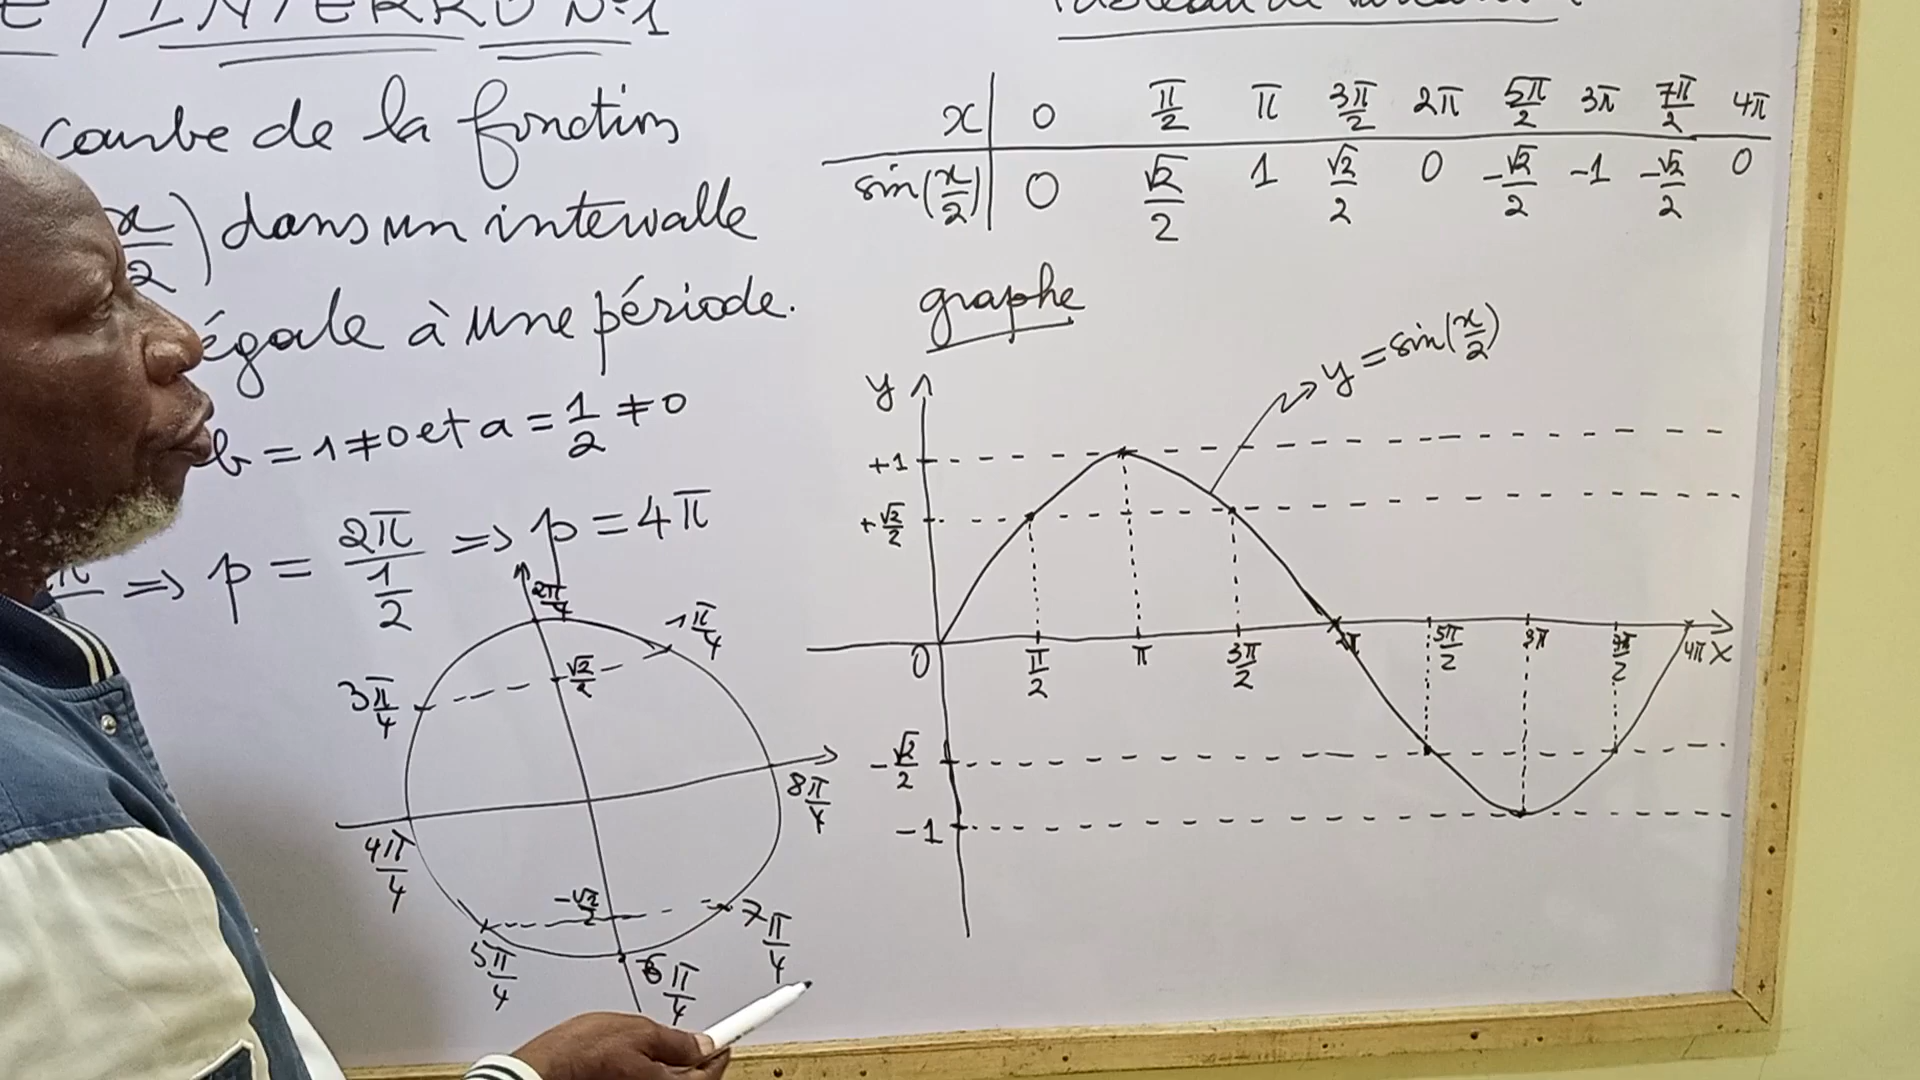 E/INTERRO N°1
courbe de la fonction
x/2) dans un intervalle
égale à une période.
b = 1 ≠ 0 et a = 1/2 ≠ 0
⇒ p = 2π/(1/2) ⇒ p = 4π
2π/4
1π/4
√2/2
3π/4
8π/4
4π/4
-√2/2
7π/4
5π/4
6π/4
x | 0 π/2 π 3π/2 2π 5π/2 3π 7π/2 4π
sin(x/2) | 0 √2/2 1 √2/2 0 -√2/2 -1 -√2/2 0
graphe
y = sin(x/2)
y
+1
+√2/2
0 π/2 π 3π/2 2π 5π/2 3π 7π/2 4π x
-√2/2
-1